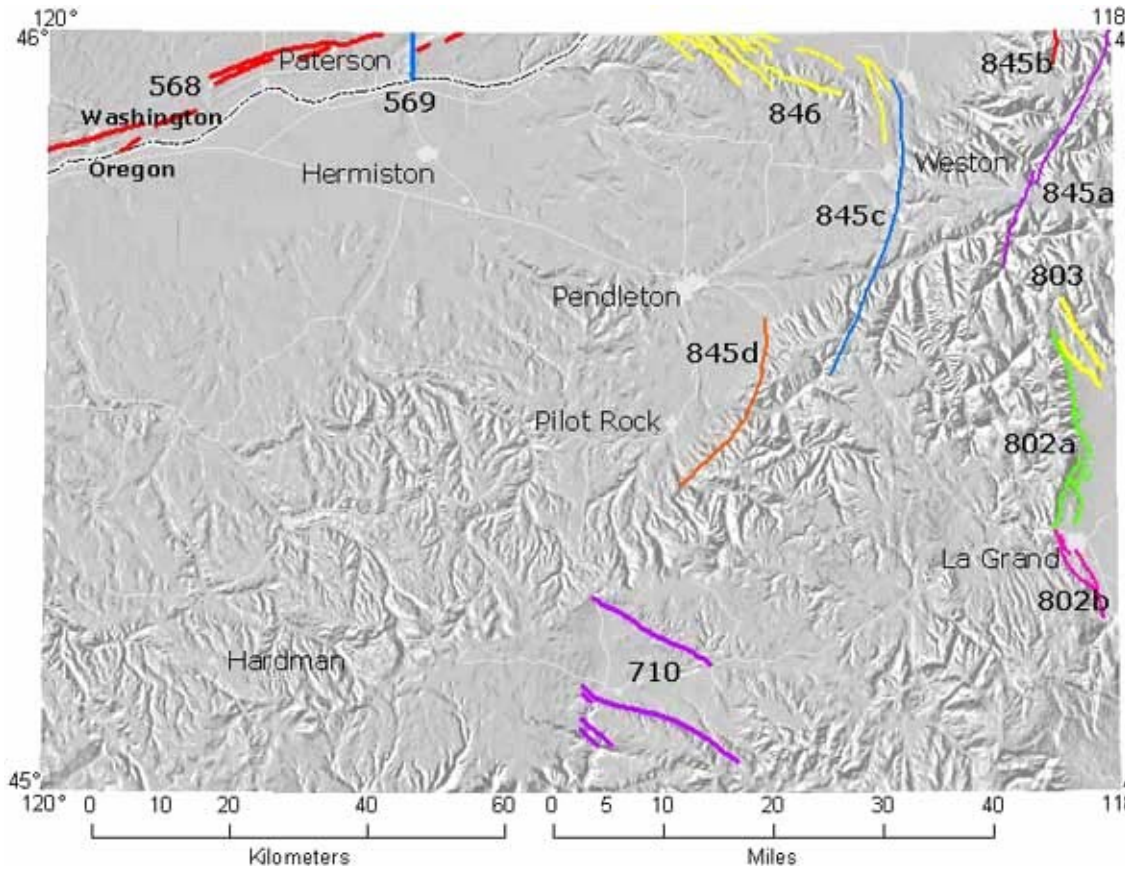 120° 118
46° 4
Paterson
845b
568
569
846
Washington
Oregon
Weston
Hermiston
845a
845c
803
Pendleton
845d
Pilot Rock
802a
La Grand
802b
Hardman
710
45°
120° 118
0 10 20 40 60 0 5 10 20 30 40
Kilometers Miles